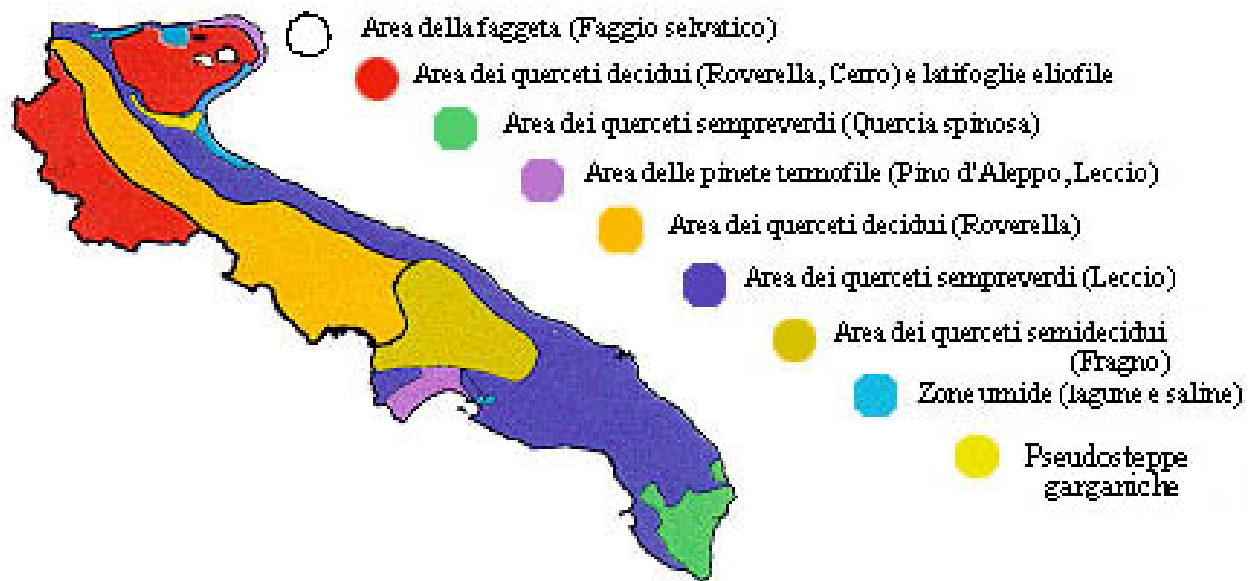 Area della faggeta (Faggio selvatico)
Area dei querceti decidui (Roverella, Cerro) e latifoglie eliofile
Area dei querceti sempreverdi (Quercia spinosa)
Area delle pinete termofile (Pino d'Aleppo, Leccio)
Area dei querceti decidui (Roverella)
Area dei querceti sempreverdi (Leccio)
Area dei querceti semidecidui
(Fragno)
Zone umide (lagune e saline)
Pseudosteppe
garganiche